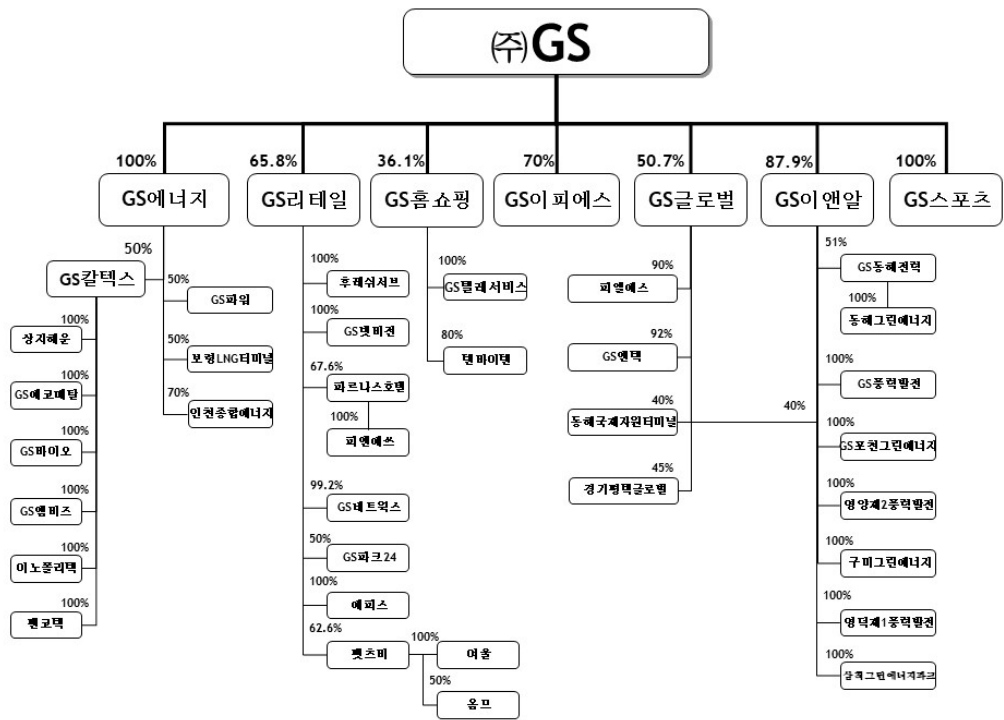 ㈜GS
100%
65.8%
36.1%
70%
50.7%
87.9%
100%
GS에너지
GS리테일
GS홈쇼핑
GS이피에스
GS글로벌
GS이앤알
GS스포츠
50%
GS칼텍스
100%
상지해운
100%
GS에코메탈
100%
GS바이오
100%
GS엠비즈
100%
이노폴리텍
100%
펜코텍
50%
GS파워
50%
보령LNG터미널
70%
인천종합에너지
100%
후레쉬서브
100%
GS넷비전
67.6%
파르나스호텔
100%
피앤에쓰
99.2%
GS네트웍스
50%
GS파크24
100%
에피스
62.6%
펫츠비
100%
여울
50%
옴므
100%
GS텔레서비스
80%
텐바이텐
90%
피엘에스
92%
GS엔텍
40%
동해국제자원터미널
40%
45%
경기평택글로벌
51%
GS동해전력
100%
동해그린에너지
100%
GS풍력발전
100%
GS포천그린에너지
100%
영양제2풍력발전
100%
구미그린에너지
100%
영덕제1풍력발전
100%
삼척그린에너지파크